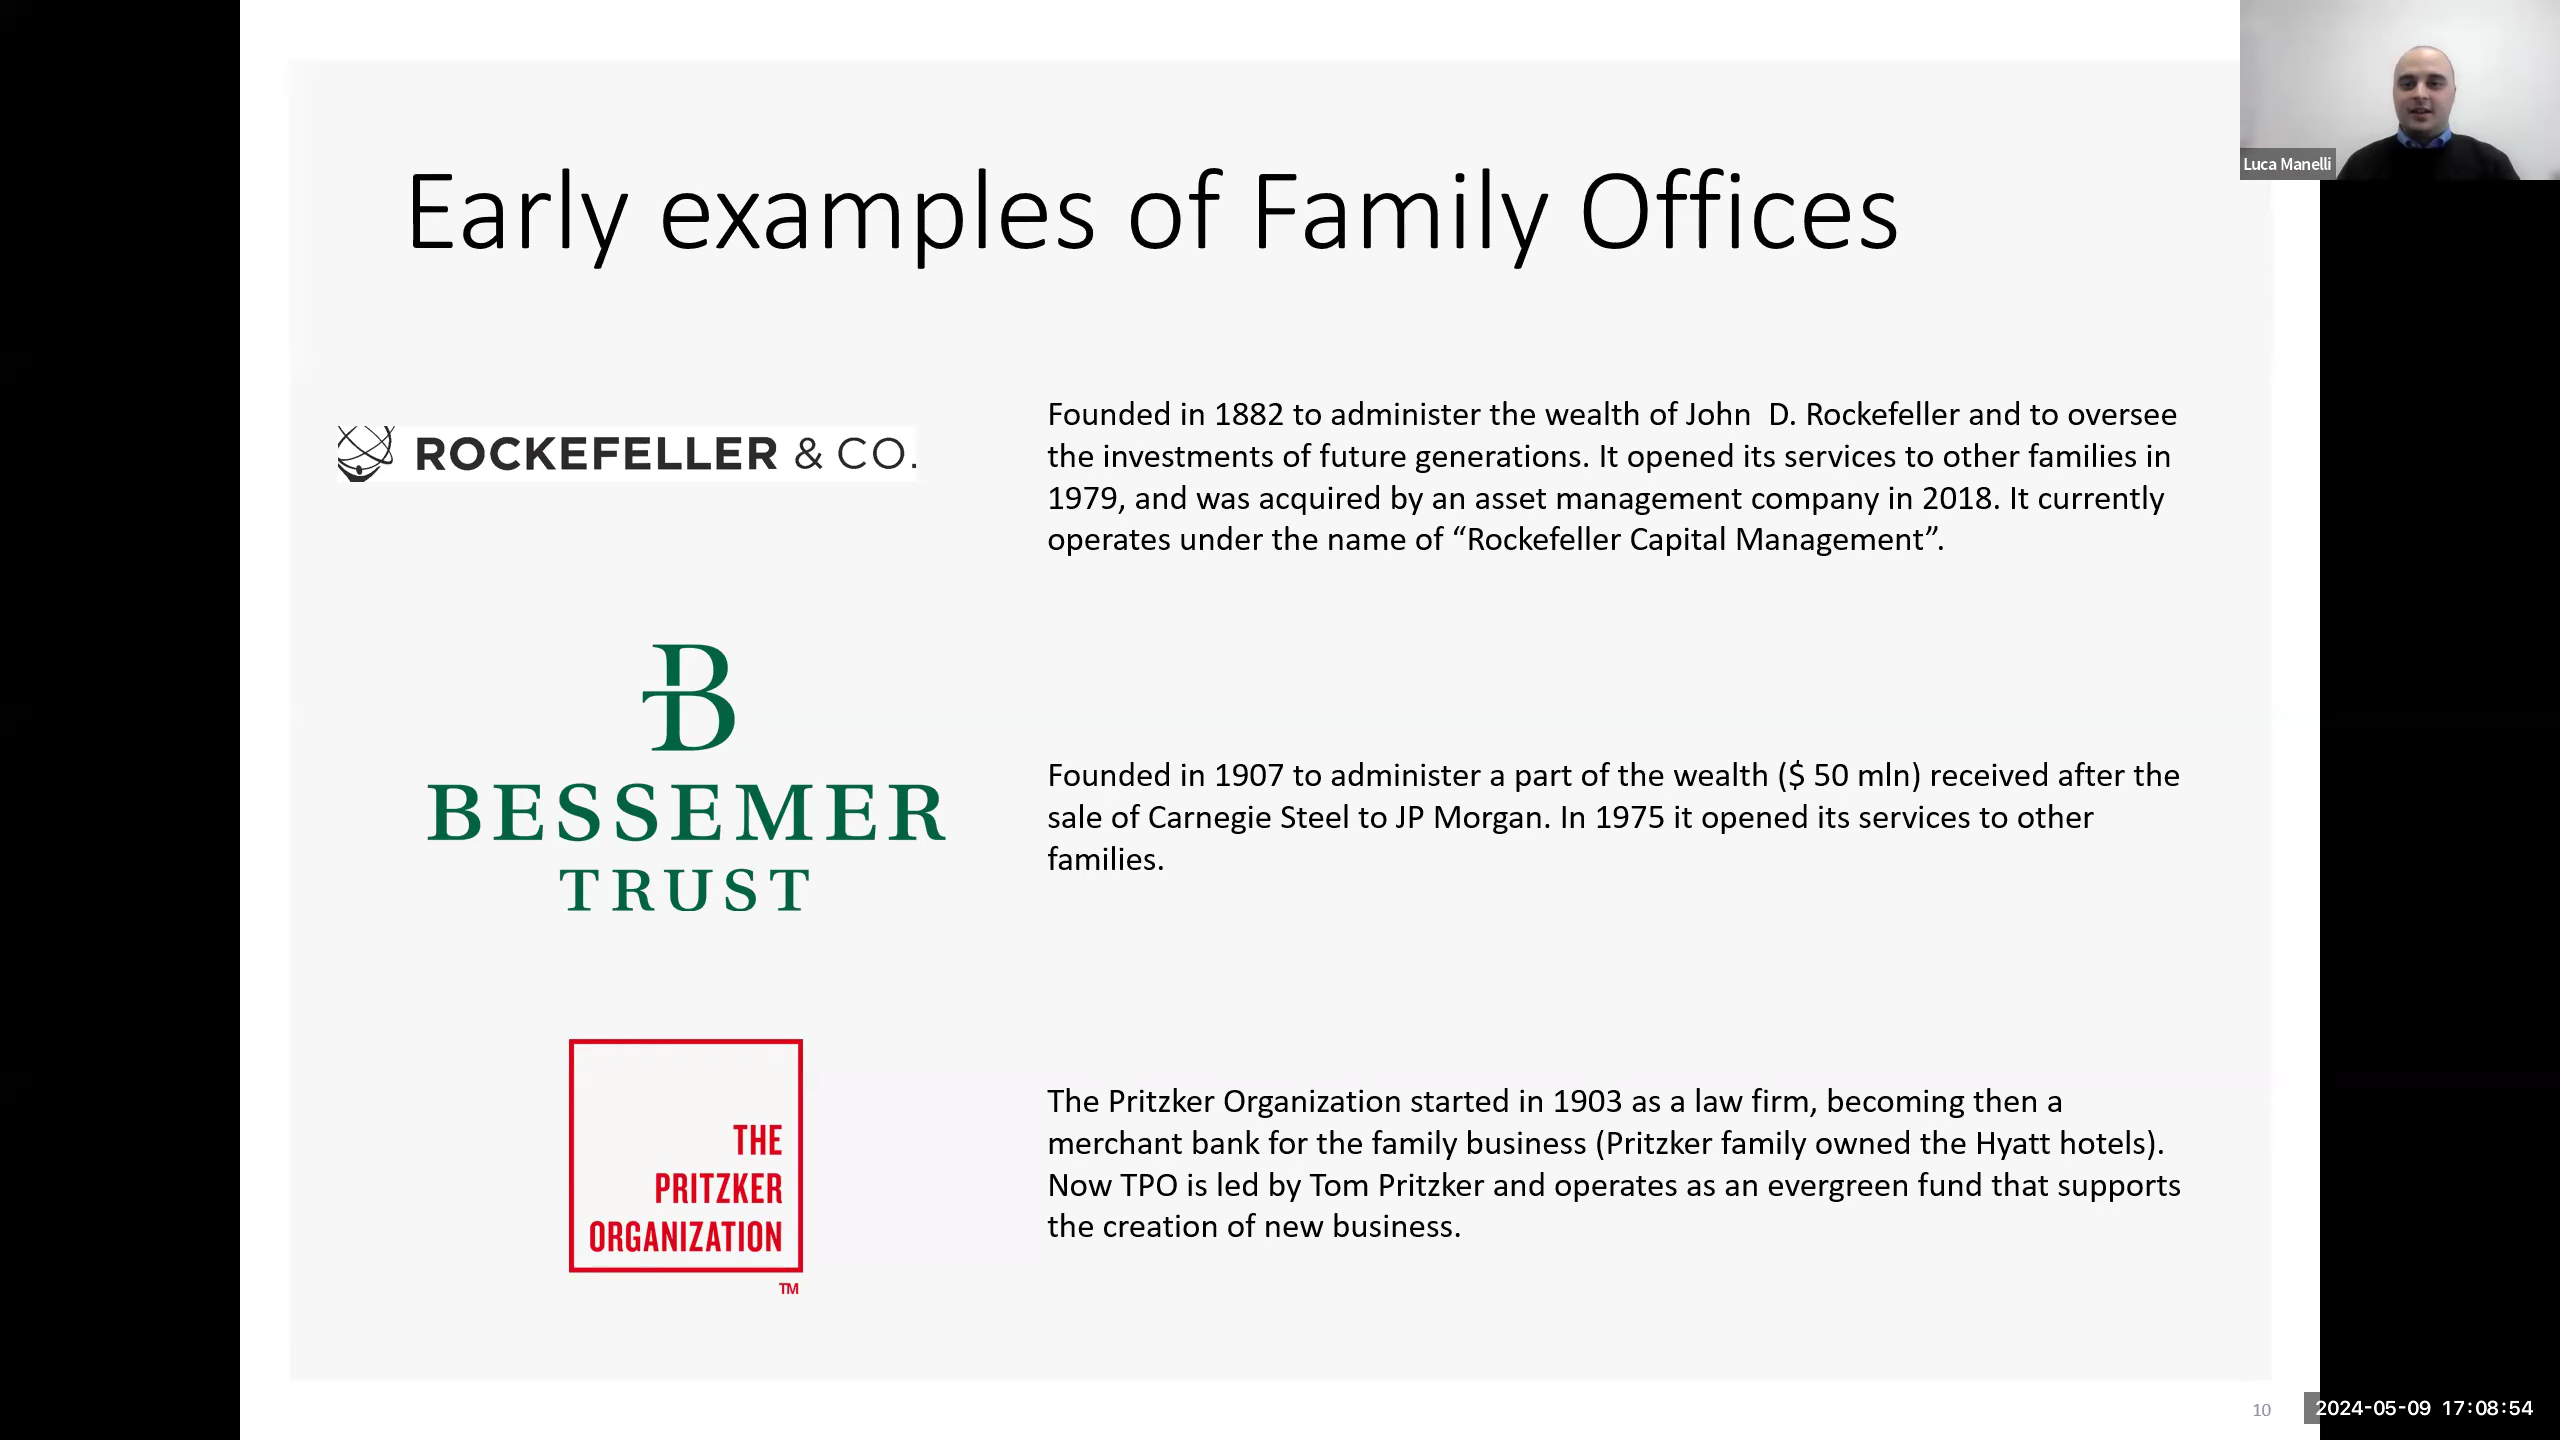 Luca Manelli
Early examples of Family Offices
ROCKEFELLER & CO.
Founded in 1882 to administer the wealth of John  D. Rockefeller and to oversee
the investments of future generations. It opened its services to other families in
1979, and was acquired by an asset management company in 2018. It currently
operates under the name of “Rockefeller Capital Management”.
B
BESSEMER
TRUST
Founded in 1907 to administer a part of the wealth ($ 50 mln) received after the
sale of Carnegie Steel to JP Morgan. In 1975 it opened its services to other
families.
THE
PRITZKER
ORGANIZATION
TM
The Pritzker Organization started in 1903 as a law firm, becoming then a
merchant bank for the family business (Pritzker family owned the Hyatt hotels).
Now TPO is led by Tom Pritzker and operates as an evergreen fund that supports
the creation of new business.
10
2024-05-09 17:08:54